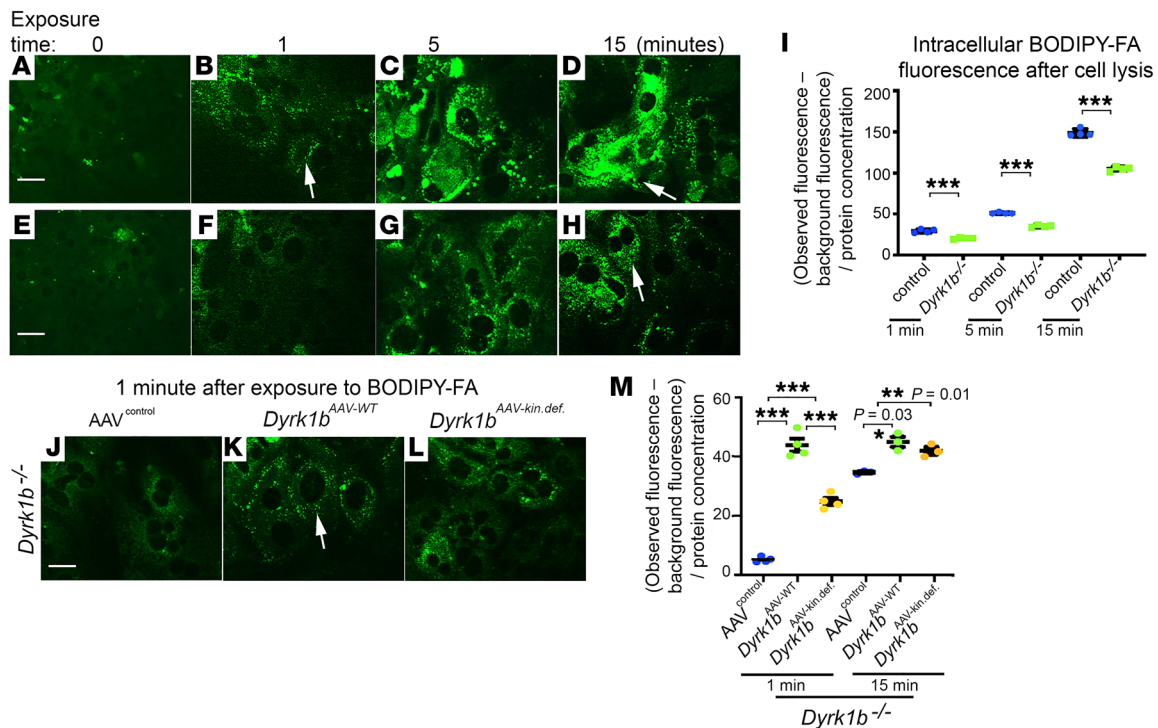 Exposure
time: 0 1 5 15 (minutes)
A B C D
E F G H
I
Intracellular BODIPY-FA
fluorescence after cell lysis
(Observed fluorescence –
background fluorescence)
/ protein concentration
200
150
100
50
0
***
***
***
control
Dyrk1b-/-
control
Dyrk1b-/-
control
Dyrk1b-/-
1 min 5 min 15 min
1 minute after exposure to BODIPY-FA
AAVcontrol Dyrk1bAAV-WT Dyrk1bAAV-kin.def.
J K L
Dyrk1b-/-
M
(Observed fluorescence –
background fluorescence)
/ protein concentration
60
40
20
0
***
*** ***
** P = 0.01
P = 0.03
*
AAVcontrol
Dyrk1bAAV-WT
Dyrk1bAAV-kin.def.
AAVcontrol
Dyrk1bAAV-WT
Dyrk1bAAV-kin.def.
1 min 15 min
Dyrk1b-/-